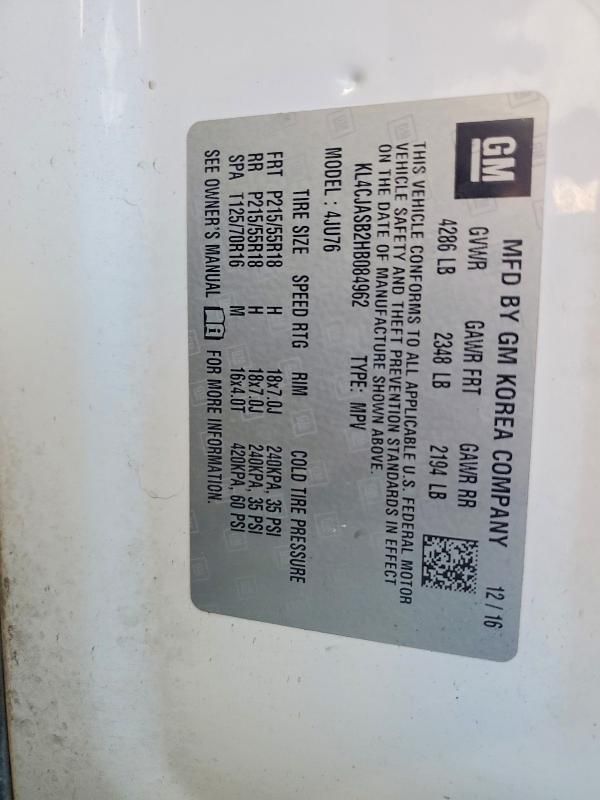 GM
MFD BY GM KOREA COMPANY 12/16
GVWR GAWR FRT GAWR RR
4286 LB 2348 LB 2194 LB
THIS VEHICLE CONFORMS TO ALL APPLICABLE U.S. FEDERAL MOTOR
VEHICLE SAFETY AND THEFT PREVENTION STANDARDS IN EFFECT
ON THE DATE OF MANUFACTURE SHOWN ABOVE.
KL4CJASB2HB084962 TYPE: MPV
MODEL : 4JU76
TIRE SIZE SPEED RTG RIM COLD TIRE PRESSURE
FRT P215/55R18 H 18x7.0J 240KPA, 35 PSI
RR P215/55R18 H 18x7.0J 240KPA, 35 PSI
SPA T125/70R16 M 16x4.0T 420KPA, 60 PSI
SEE OWNER'S MANUAL i FOR MORE INFORMATION.